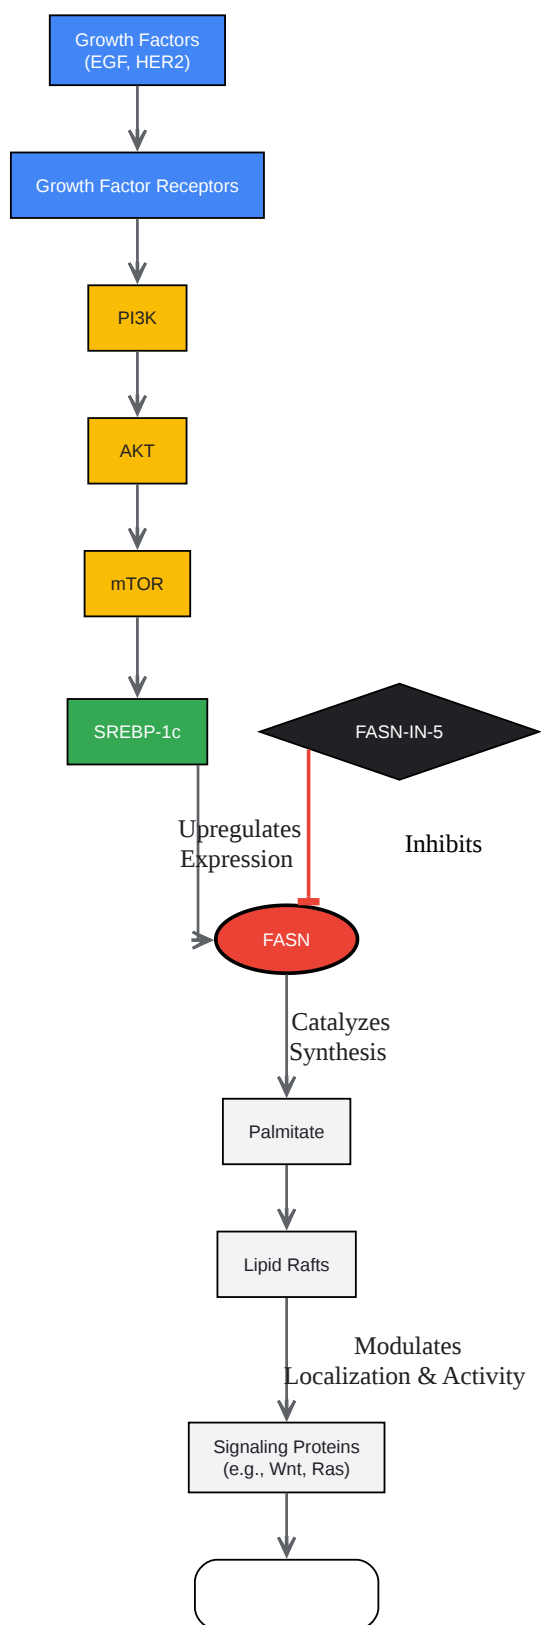 Growth Factors
(EGF, HER2)
Growth Factor Receptors
PI3K
AKT
mTOR
SREBP-1c
FASN-IN-5
Upregulates
Expression
Inhibits
FASN
Catalyzes
Synthesis
Palmitate
Lipid Rafts
Modulates
Localization & Activity
Signaling Proteins
(e.g., Wnt, Ras)